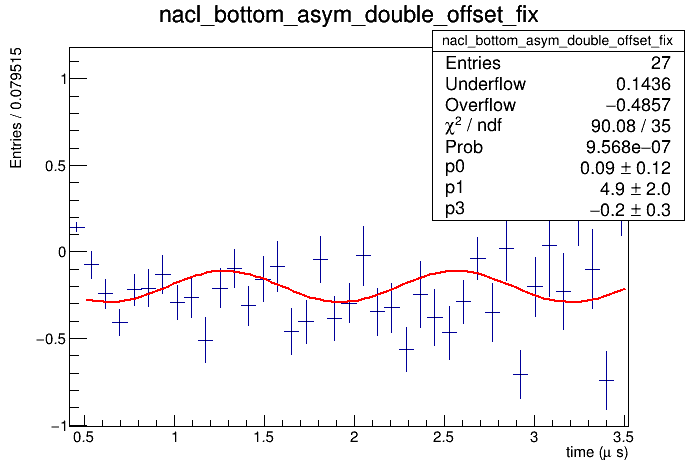 nacl_bottom_asym_double_offset_fix
nacl_bottom_asym_double_offset_fix
Entries 27
Underflow 0.1436
Overflow −0.4857
χ² / ndf 90.08 / 35
Prob 9.568e−07
p0 0.09 ± 0.12
p1 4.9 ± 2.0
p3 −0.2 ± 0.3
Entries / 0.079515
1
0.5
0
−0.5
−1
0.5 1 1.5 2 2.5 3 3.5
time (μ s)